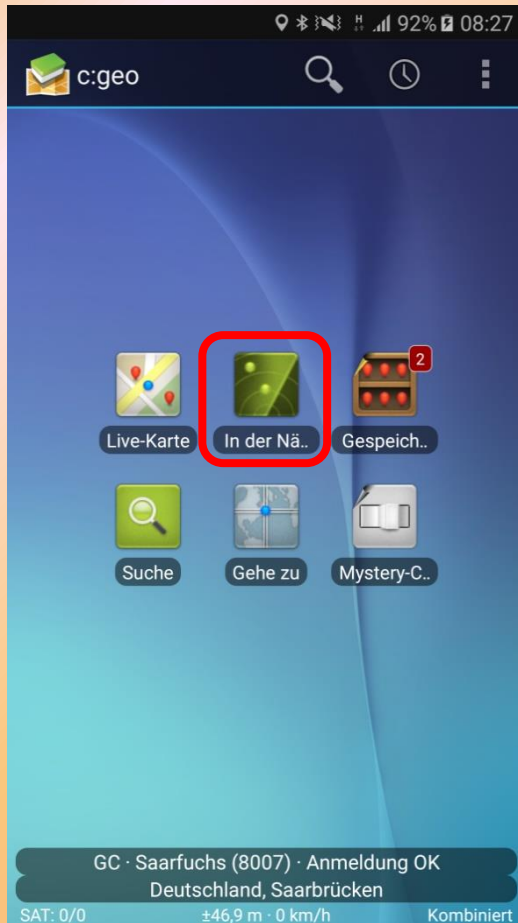 92% 08:27
c:geo
Live-Karte In der Nä.. Gespeich..
2
Suche Gehe zu Mystery-C..
GC · Saarfuchs (8007) · Anmeldung OK
Deutschland, Saarbrücken
SAT: 0/0 ±46,9 m · 0 km/h Kombiniert